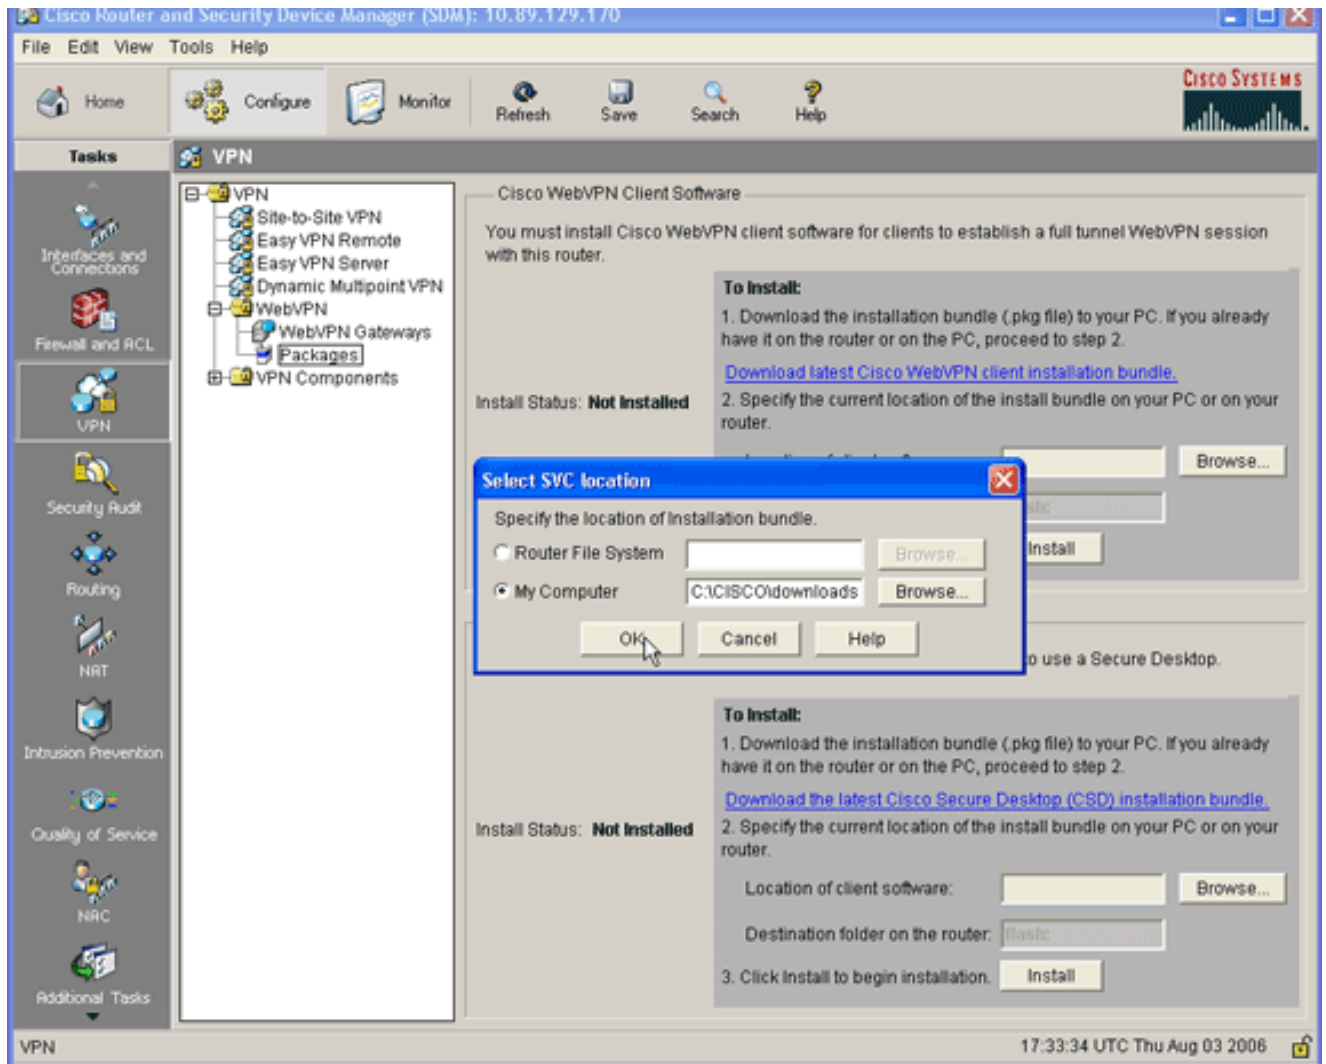 Cisco Router and Security Device Manager (SDM): 10.89.129.170
File Edit View Tools Help
Home Configure Monitor Refresh Save Search Help
CISCO SYSTEMS
Tasks
VPN
Interfaces and
Connections
Firewall and ACL
VPN
Security Audit
Routing
NAT
Intrusion Prevention
Quality of Service
NAC
Additional Tasks
VPN
Site-to-Site VPN
Easy VPN Remote
Easy VPN Server
Dynamic Multipoint VPN
WebVPN
WebVPN Gateways
Packages
VPN Components
Cisco WebVPN Client Software
You must install Cisco WebVPN client software for clients to establish a full tunnel WebVPN session
with this router.
Install Status: Not Installed
To Install:
1. Download the installation bundle (.pkg file) to your PC. If you already
have it on the router or on the PC, proceed to step 2.
Download latest Cisco WebVPN client installation bundle.
2. Specify the current location of the install bundle on your PC or on your
router.
Browse...
Install
Select SVC location
Specify the location of Installation bundle.
Router File System Browse...
My Computer C:\CISCO\downloads Browse...
OK Cancel Help
to use a Secure Desktop.
Install Status: Not Installed
To Install:
1. Download the installation bundle (.pkg file) to your PC. If you already
have it on the router or on the PC, proceed to step 2.
Download the latest Cisco Secure Desktop (CSD) installation bundle.
2. Specify the current location of the install bundle on your PC or on your
router.
Location of client software: Browse...
Destination folder on the router: flash:
3. Click Install to begin installation. Install
VPN 17:33:34 UTC Thu Aug 03 2006